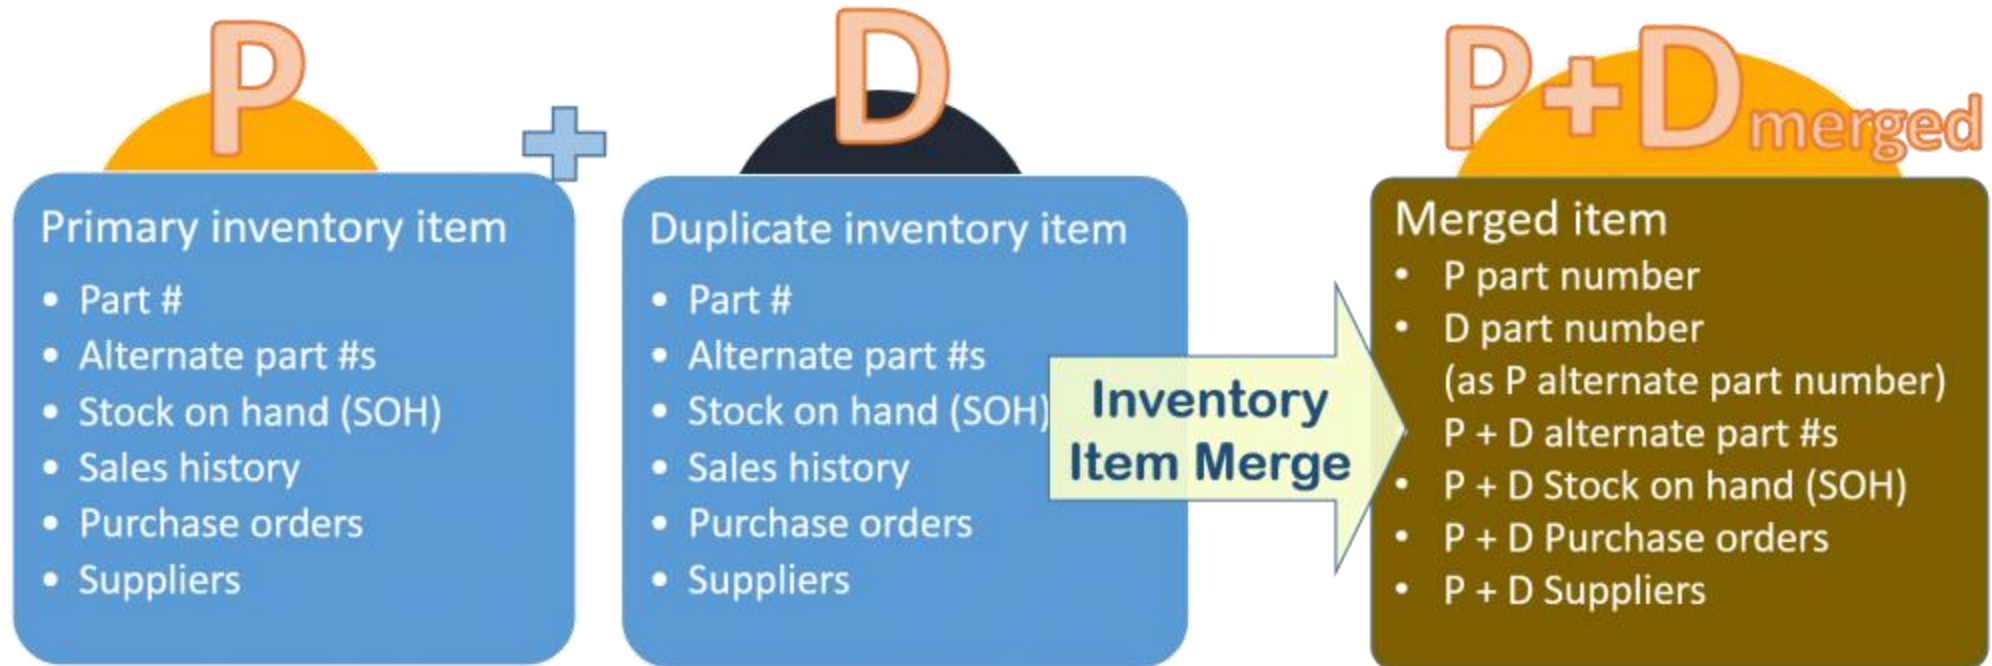 P
Primary inventory item
• Part #
• Alternate part #s
• Stock on hand (SOH)
• Sales history
• Purchase orders
• Suppliers
D
Duplicate inventory item
• Part #
• Alternate part #s
• Stock on hand (SOH)
• Sales history
• Purchase orders
• Suppliers
Inventory
Item Merge
P+D merged
Merged item
• P part number
• D part number
(as P alternate part number)
P + D alternate part #s
• P + D Stock on hand (SOH)
• P + D Purchase orders
• P + D Suppliers